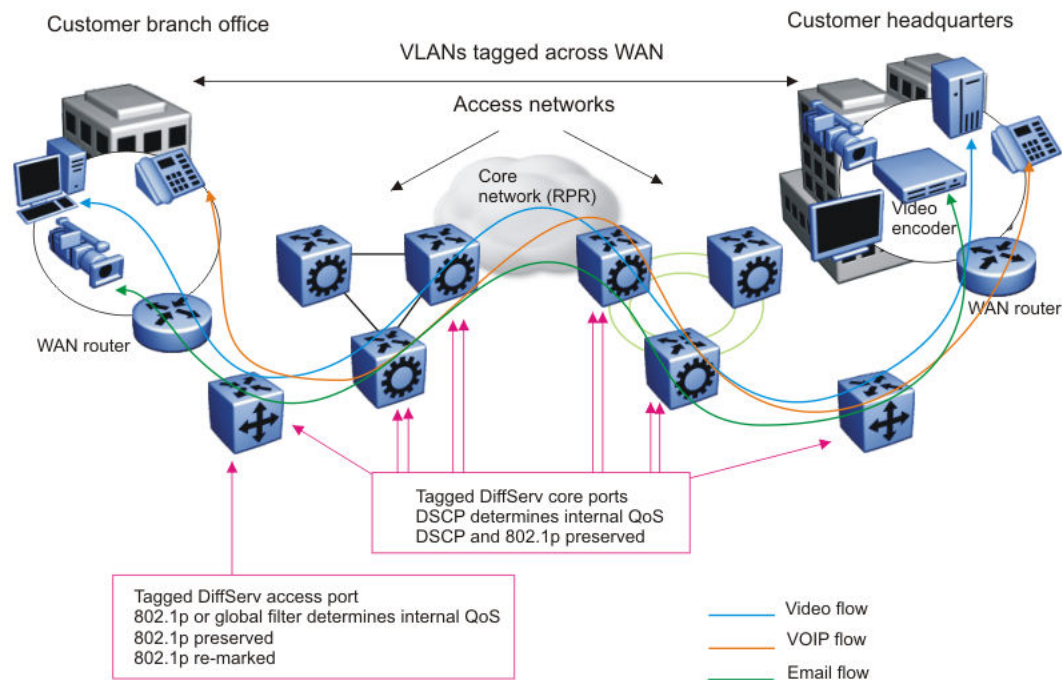 Customer branch office
Customer headquarters
VLANs tagged across WAN
Access networks
Core
network (RPR)
Video
encoder
WAN router
WAN router
Tagged DiffServ core ports
DSCP determines internal QoS
DSCP and 802.1p preserved
Tagged DiffServ access port
802.1p or global filter determines internal QoS
802.1p preserved
802.1p re-marked
Video flow
VOIP flow
Email flow